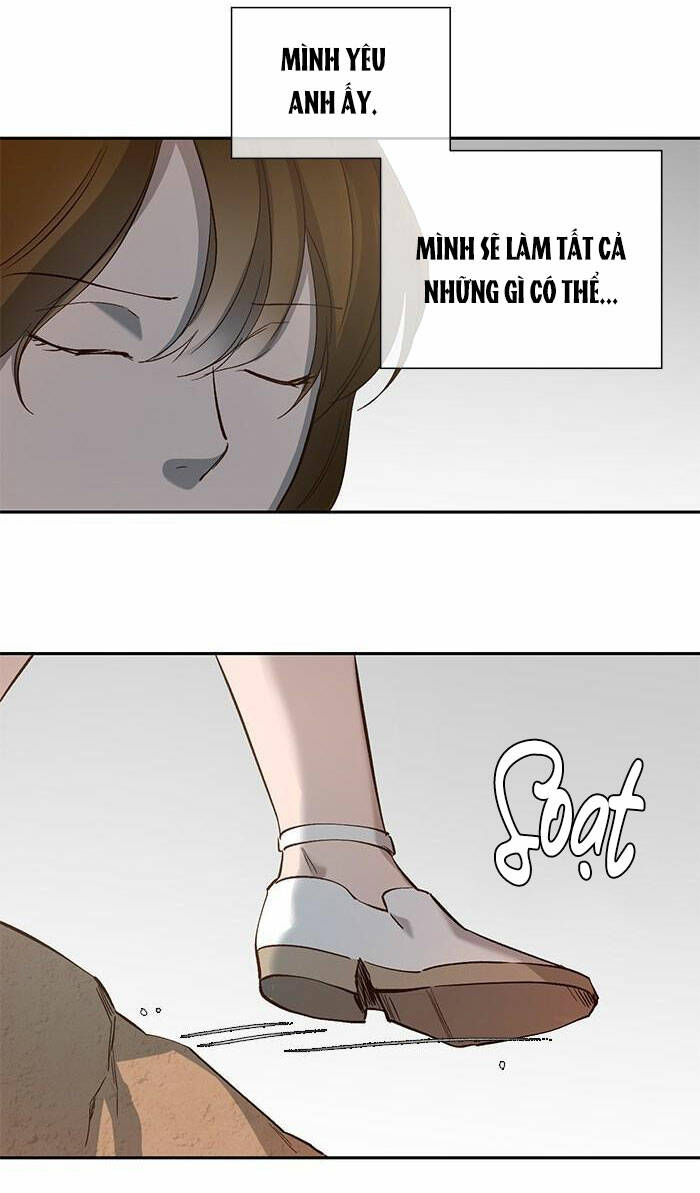 MÌNH YÊU
ANH ẤY.
MÌNH SẼ LÀM TẤT CẢ
NHỮNG GÌ CÓ THỂ...
Soạt